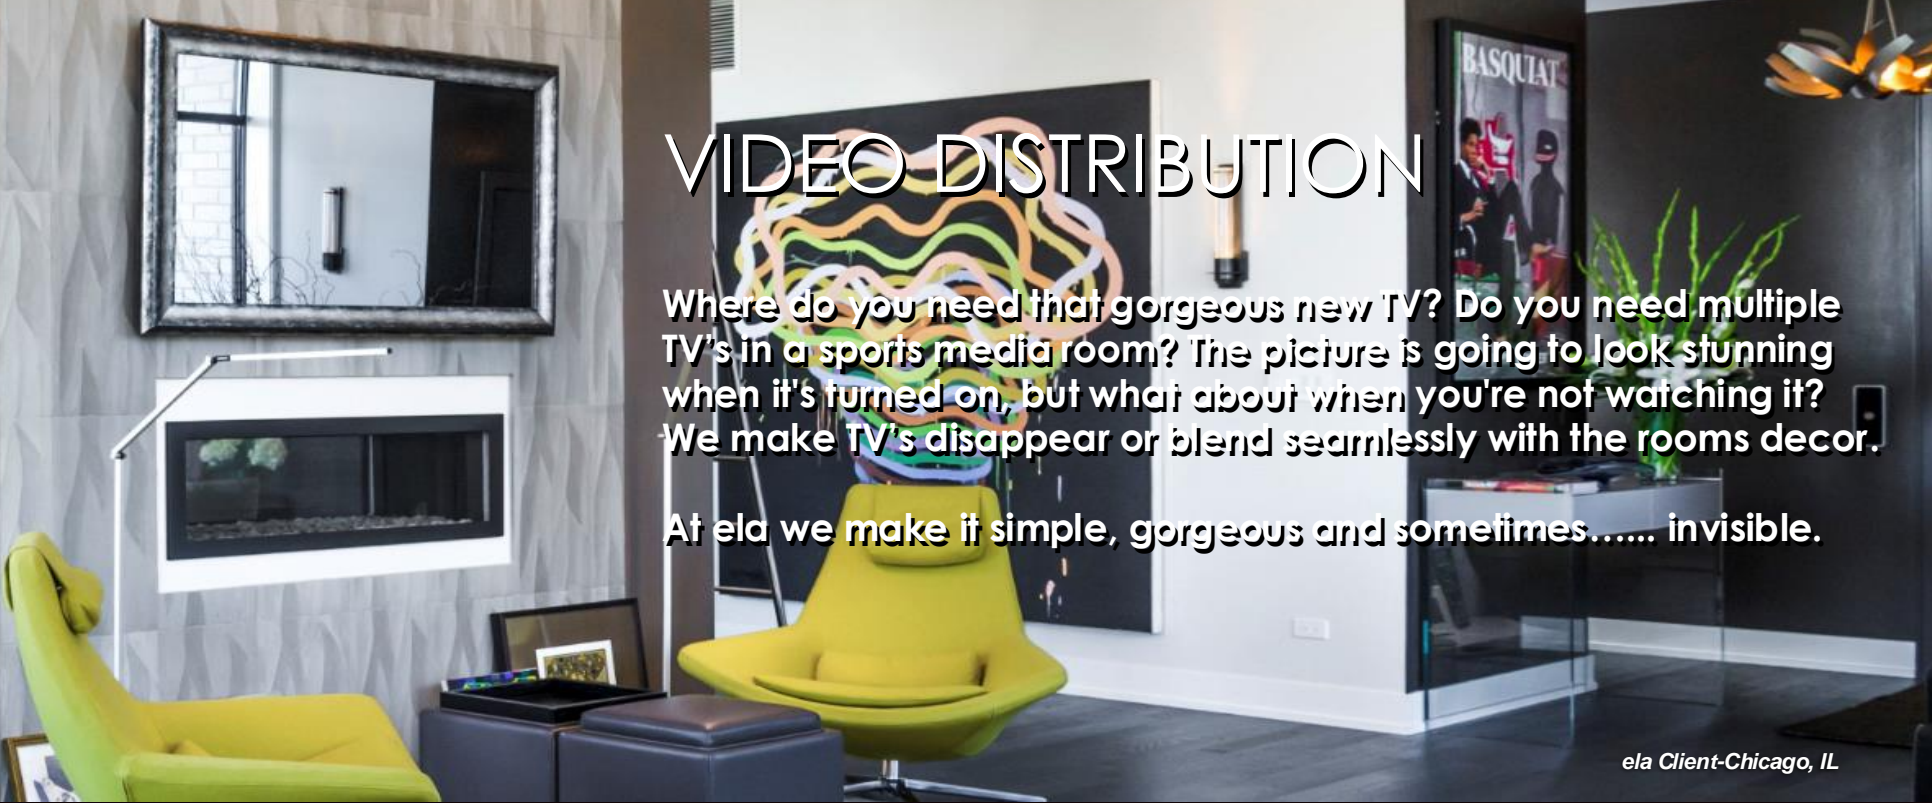 BASQUIAT
VIDEO DISTRIBUTION
Where do you need that gorgeous new TV? Do you need multiple
TV's in a sports media room? The picture is going to look stunning
when it's turned on, but what about when you're not watching it?
We make TV's disappear or blend seamlessly with the rooms decor.
At ela we make it simple, gorgeous and sometimes…... invisible.
ela Client-Chicago, IL